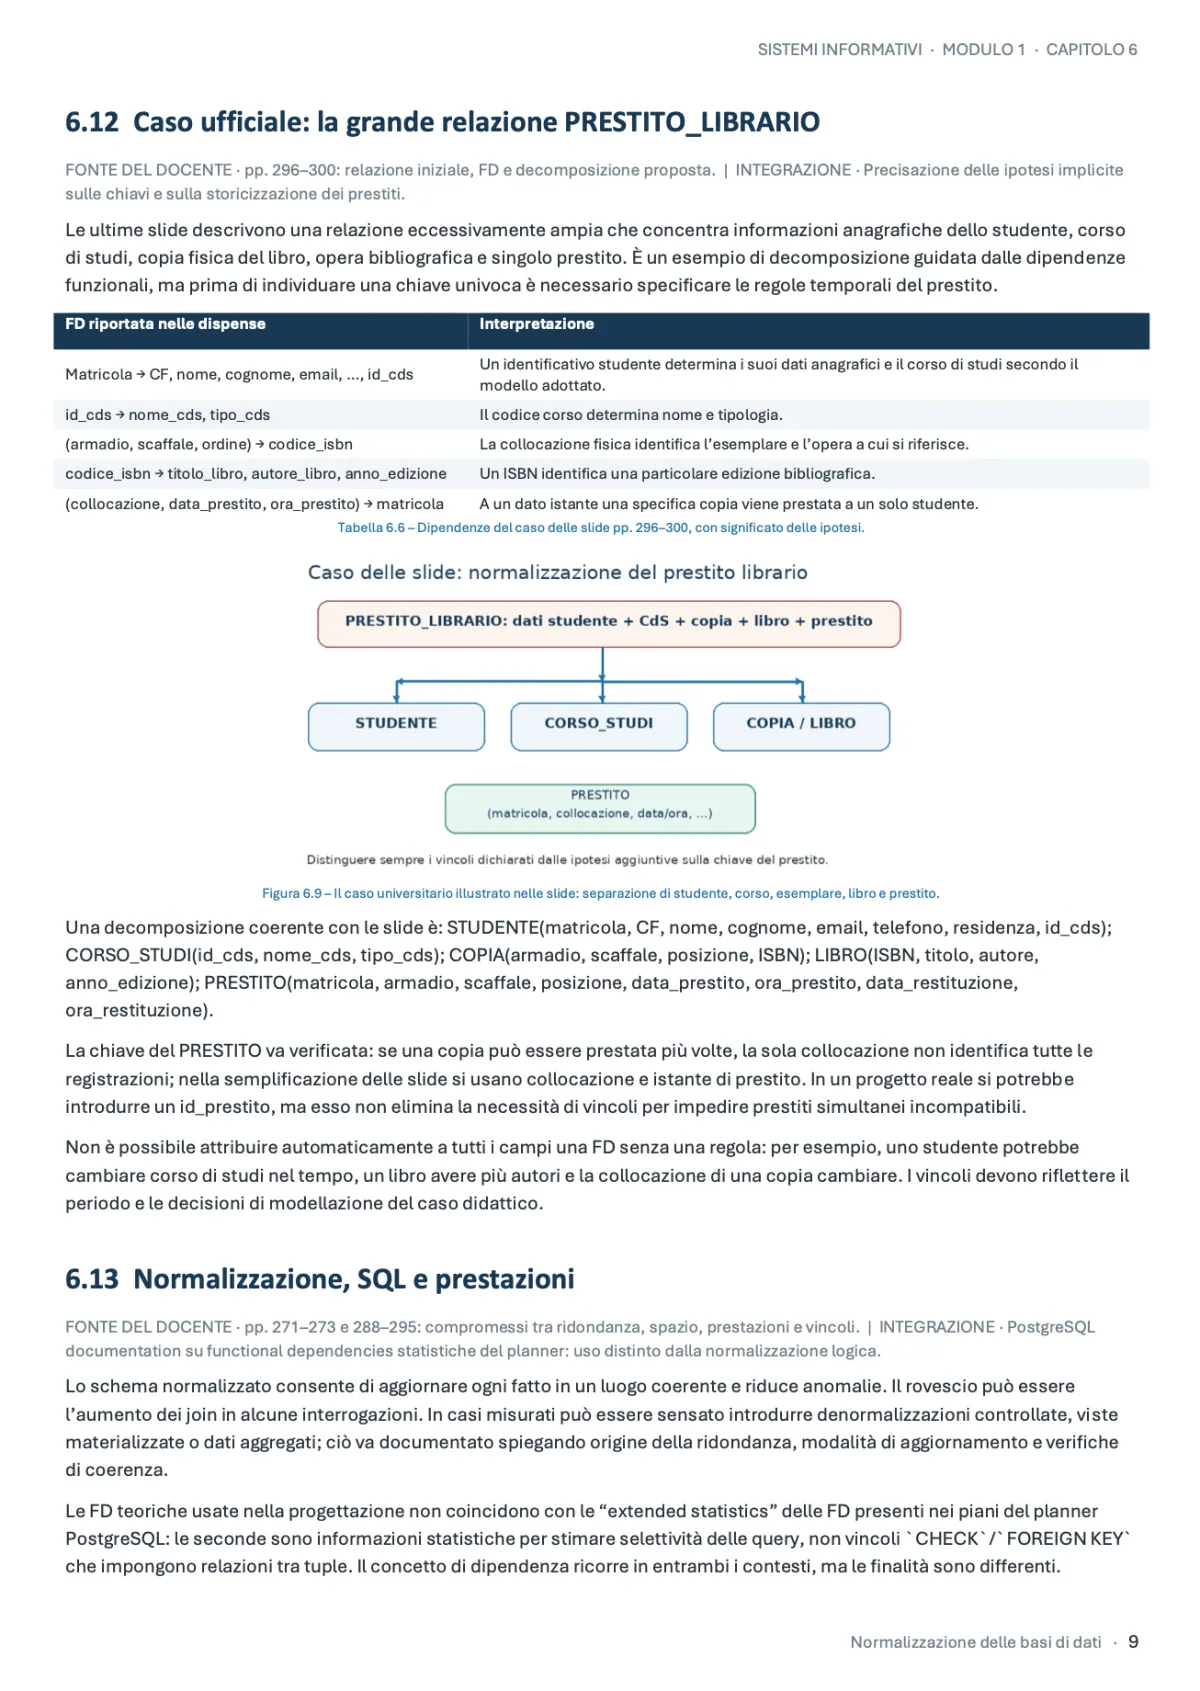 SISTEMI INFORMATIVI · MODULO 1 · CAPITOLO 6
6.12 Caso ufficiale: la grande relazione PRESTITO_LIBRARIO
FONTE DEL DOCENTE · pp. 296–300: relazione iniziale, FD e decomposizione proposta. | INTEGRAZIONE · Precisazione delle ipotesi implicite
sulle chiavi e sulla storicizzazione dei prestiti.
Le ultime slide descrivono una relazione eccessivamente ampia che concentra informazioni anagrafiche dello studente, corso
di studi, copia fisica del libro, opera bibliografica e singolo prestito. È un esempio di decomposizione guidata dalle dipendenze
funzionali, ma prima di individuare una chiave univoca è necessario specificare le regole temporali del prestito.
FD riportata nelle dispense Interpretazione
Matricola → CF, nome, cognome, email, ..., id_cds Un identificativo studente determina i suoi dati anagrafici e il corso di studi secondo il
modello adottato.
id_cds → nome_cds, tipo_cds Il codice corso determina nome e tipologia.
(armadio, scaffale, ordine) → codice_isbn La collocazione fisica identifica l’esemplare e l’opera a cui si riferisce.
codice_isbn → titolo_libro, autore_libro, anno_edizione Un ISBN identifica una particolare edizione bibliografica.
(collocazione, data_prestito, ora_prestito) → matricola A un dato istante una specifica copia viene prestata a un solo studente.
Tabella 6.6 – Dipendenze del caso delle slide pp. 296–300, con significato delle ipotesi.
Caso delle slide: normalizzazione del prestito librario
PRESTITO_LIBRARIO: dati studente + CdS + copia + libro + prestito
STUDENTE CORSO_STUDI COPIA / LIBRO
PRESTITO
(matricola, collocazione, data/ora, ...)
Distinguere sempre i vincoli dichiarati dalle ipotesi aggiuntive sulla chiave del prestito.
Figura 6.9 – Il caso universitario illustrato nelle slide: separazione di studente, corso, esemplare, libro e prestito.
Una decomposizione coerente con le slide è: STUDENTE(matricola, CF, nome, cognome, email, telefono, residenza, id_cds);
CORSO_STUDI(id_cds, nome_cds, tipo_cds); COPIA(armadio, scaffale, posizione, ISBN); LIBRO(ISBN, titolo, autore,
anno_edizione); PRESTITO(matricola, armadio, scaffale, posizione, data_prestito, ora_prestito, data_restituzione,
ora_restituzione).
La chiave del PRESTITO va verificata: se una copia può essere prestata più volte, la sola collocazione non identifica tutte le
registrazioni; nella semplificazione delle slide si usano collocazione e istante di prestito. In un progetto reale si potrebbe
introdurre un id_prestito, ma esso non elimina la necessità di vincoli per impedire prestiti simultanei incompatibili.
Non è possibile attribuire automaticamente a tutti i campi una FD senza una regola: per esempio, uno studente potrebbe
cambiare corso di studi nel tempo, un libro avere più autori e la collocazione di una copia cambiare. I vincoli devono riflettere il
periodo e le decisioni di modellazione del caso didattico.
6.13 Normalizzazione, SQL e prestazioni
FONTE DEL DOCENTE · pp. 271–273 e 288–295: compromessi tra ridondanza, spazio, prestazioni e vincoli. | INTEGRAZIONE · PostgreSQL
documentation su functional dependencies statistiche del planner: uso distinto dalla normalizzazione logica.
Lo schema normalizzato consente di aggiornare ogni fatto in un luogo coerente e riduce anomalie. Il rovescio può essere
l’aumento dei join in alcune interrogazioni. In casi misurati può essere sensato introdurre denormalizzazioni controllate, viste
materializzate o dati aggregati; ciò va documentato spiegando origine della ridondanza, modalità di aggiornamento e verifiche
di coerenza.
Le FD teoriche usate nella progettazione non coincidono con le “extended statistics” delle FD presenti nei piani del planner
PostgreSQL: le seconde sono informazioni statistiche per stimare selettività delle query, non vincoli `CHECK`/`FOREIGN KEY`
che impongono relazioni tra tuple. Il concetto di dipendenza ricorre in entrambi i contesti, ma le finalità sono differenti.
Normalizzazione delle basi di dati · 9